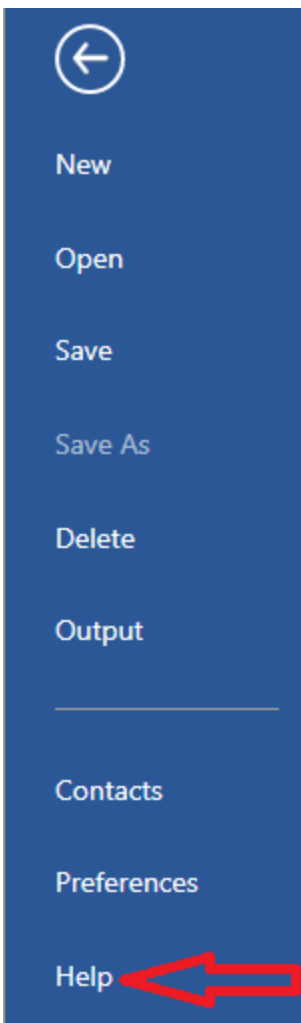 New
Open
Save
Save As
Delete
Output
Contacts
Preferences
Help